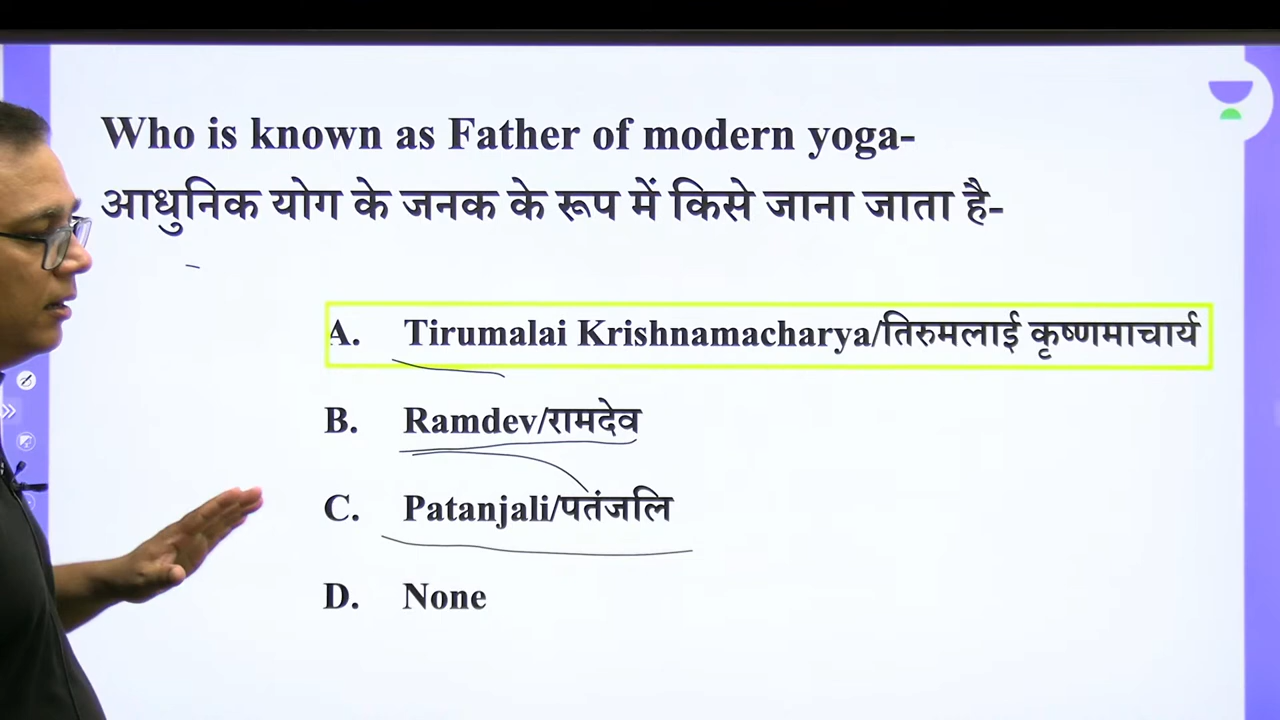 Who is known as Father of modern yoga-
आधुनिक योग के जनक के रूप में किसे जाना जाता है-
A. Tirumalai Krishnamacharya/तिरुमलाई कृष्णमाचार्य
B. Ramdev/रामदेव
C. Patanjali/पतंजलि
D. None